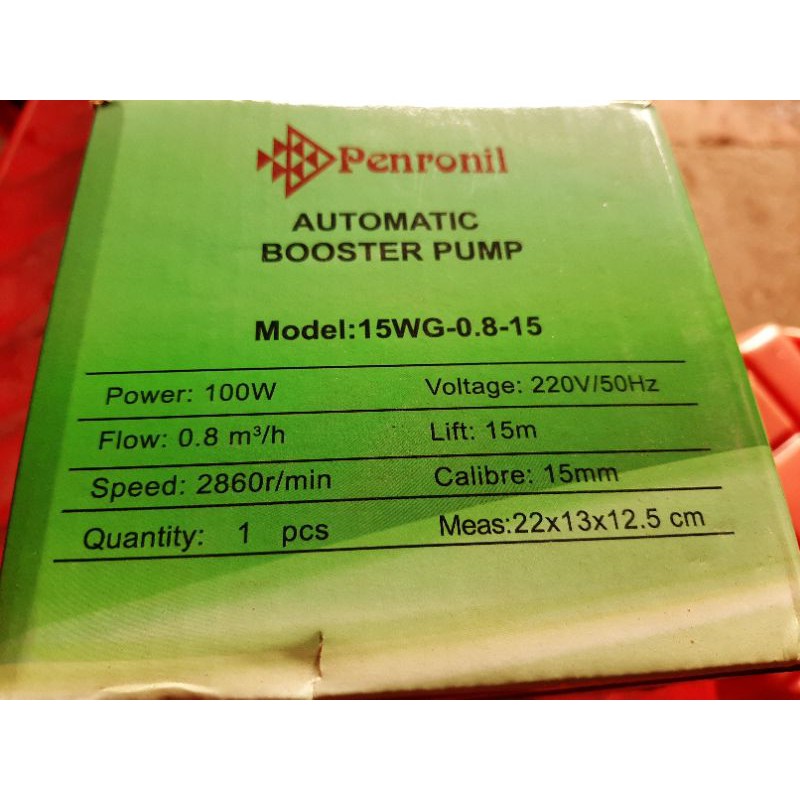 Penronil
AUTOMATIC
BOOSTER PUMP
Model:15WG-0.8-15
Power: 100W Voltage: 220V/50Hz
Flow: 0.8 m³/h Lift: 15m
Speed: 2860r/min Calibre: 15mm
Quantity: 1 pcs Meas:22x13x12.5 cm